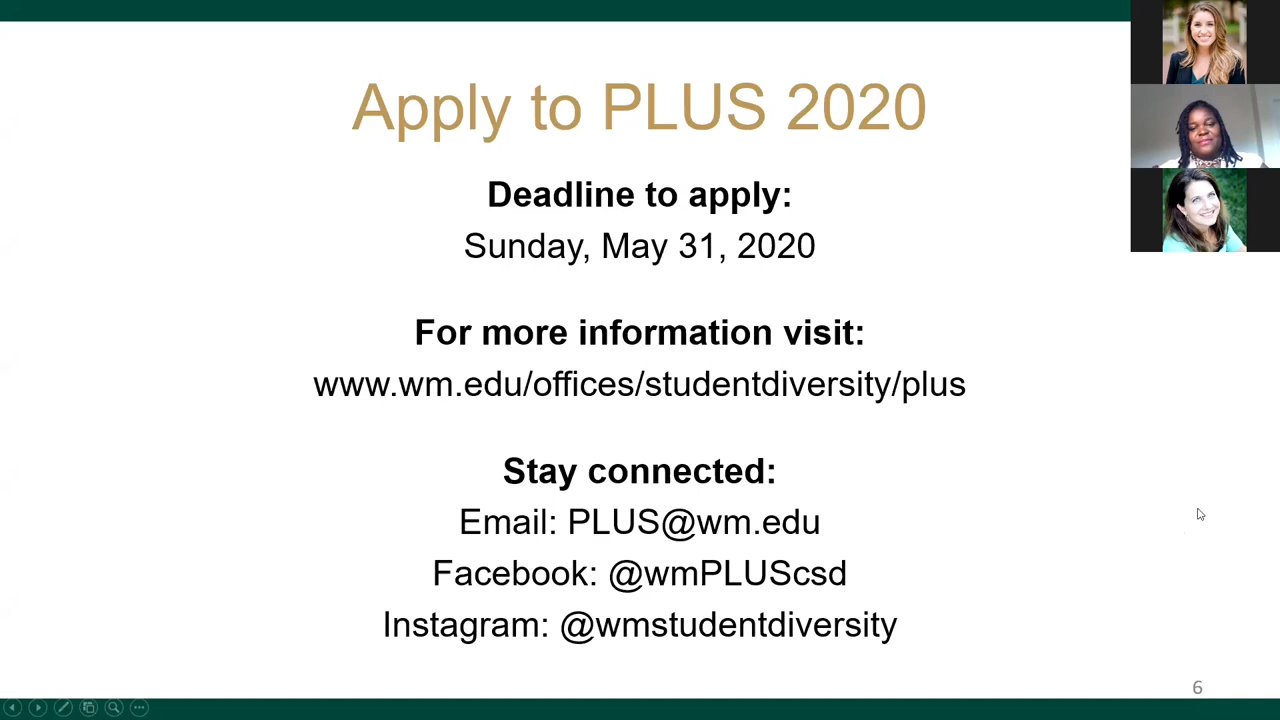 Apply to PLUS 2020
Deadline to apply:
Sunday, May 31, 2020
For more information visit:
www.wm.edu/offices/studentdiversity/plus
Stay connected:
Email: PLUS@wm.edu
Facebook: @wmPLUScsd
Instagram: @wmstudentdiversity
6